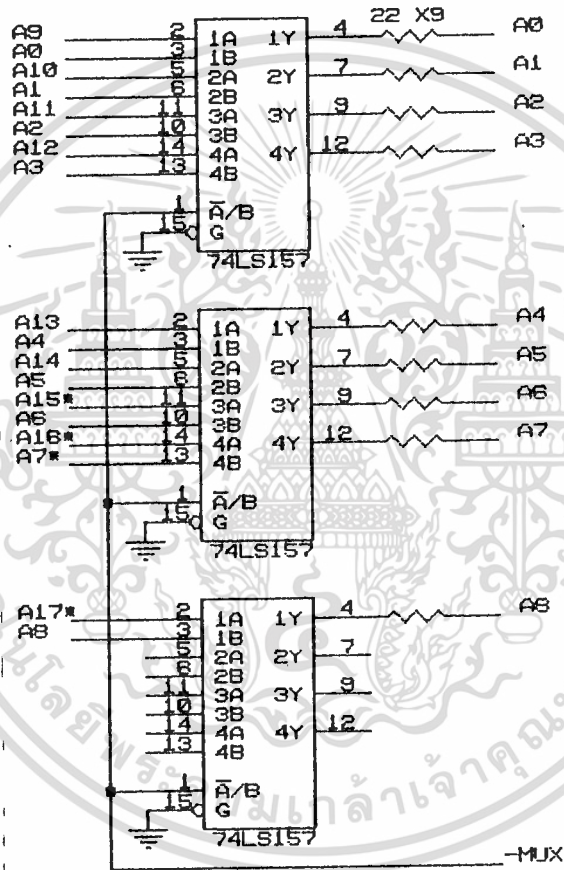 22 X9
A9 2 1A 1Y 4 A0
A0 3 1B
A10 5 2A 2Y 7 A1
A1 6 2B
A11 11 3A 3Y 9 A2
A2 10 3B
A12 14 4A 4Y 12 A3
A3 13 4B
1 A̅/B
15 G
74LS157
A13 2 1A 1Y 4 A4
A4 3 1B
A14 5 2A 2Y 7 A5
A5 6 2B
A15* 11 3A 3Y 9 A6
A6 10 3B
A16* 14 4A 4Y 12 A7
A7* 13 4B
1 A̅/B
15 G
74LS157
A17* 2 1A 1Y 4 A8
A8 3 1B
5 2A 2Y 7
6 2B
11 3A 3Y 9
10 3B
14 4A 4Y 12
13 4B
1 A̅/B
15 G
74LS157
-MUX